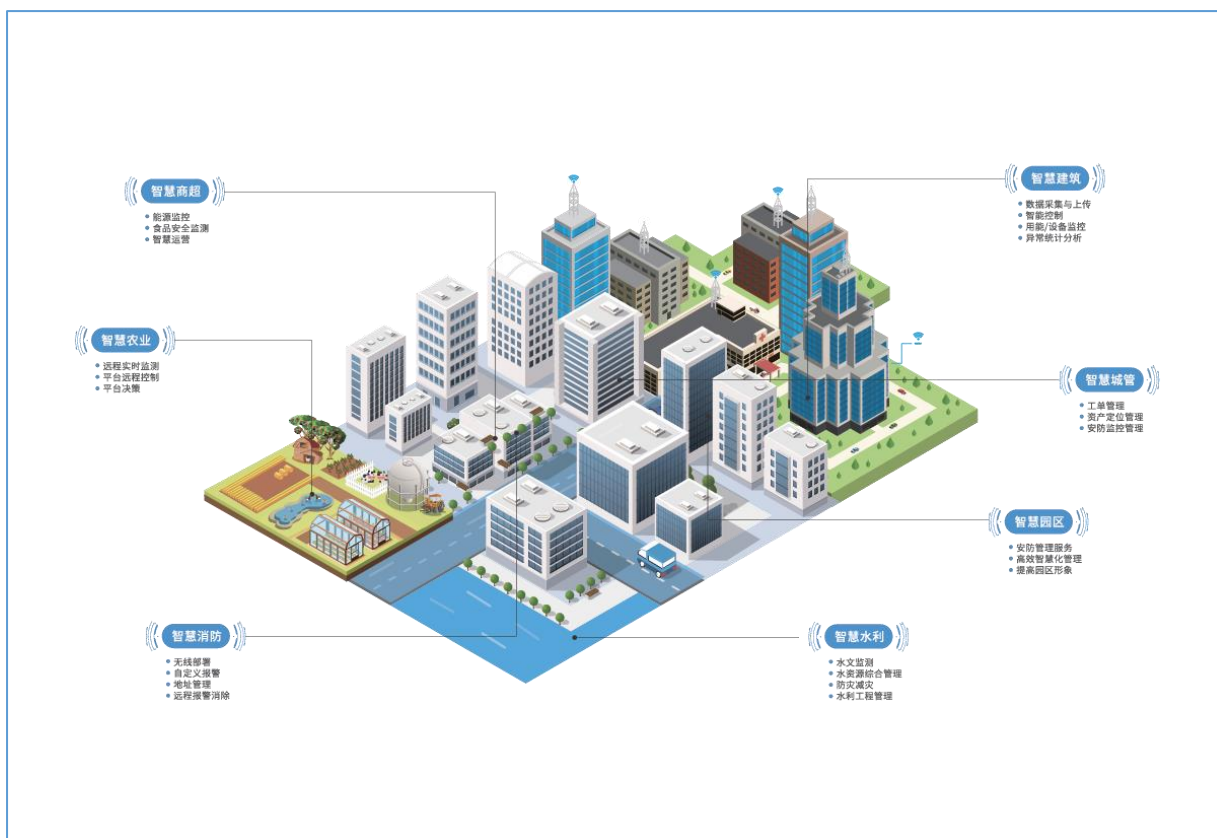 智慧商超
能源监控
食品安全监测
智慧运营
智慧建筑
数据采集与上传
智能控制
用能/设备监控
异常统计分析
智慧农业
远程实时监测
平台远程控制
平台决策
智慧城管
工单管理
资产定位管理
安防监控管理
智慧园区
安防管理服务
高效智慧化管理
提高园区形象
智慧消防
无线部署
自定义报警
地址管理
远程报警消除
智慧水利
水文监测
水资源综合管理
防灾减灾
水利工程管理